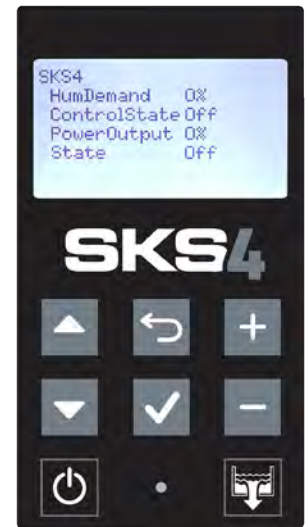 SKS4
HumDemand 0%
ControlState Off
PowerOutput 0%
State Off
SKS4